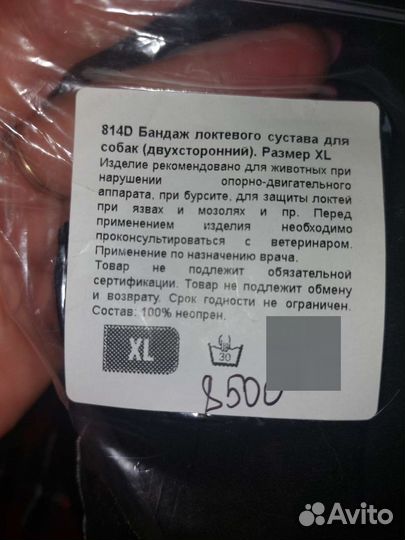 814D Бандаж локтевого сустава для
собак (двухсторонний). Размер XL
Изделие рекомендовано для животных при
нарушении опорно-двигательного
аппарата, при бурсите, для защиты локтей
при язвах и мозолях и пр. Перед
применением изделия необходимо
проконсультироваться с ветеринаром.
Применение по назначению врача.
Товар не подлежит обязательной
сертификации. Товар не подлежит обмену
и возврату. Срок годности не ограничен.
Состав: 100% неопрен.
XL
30
8500
Avito